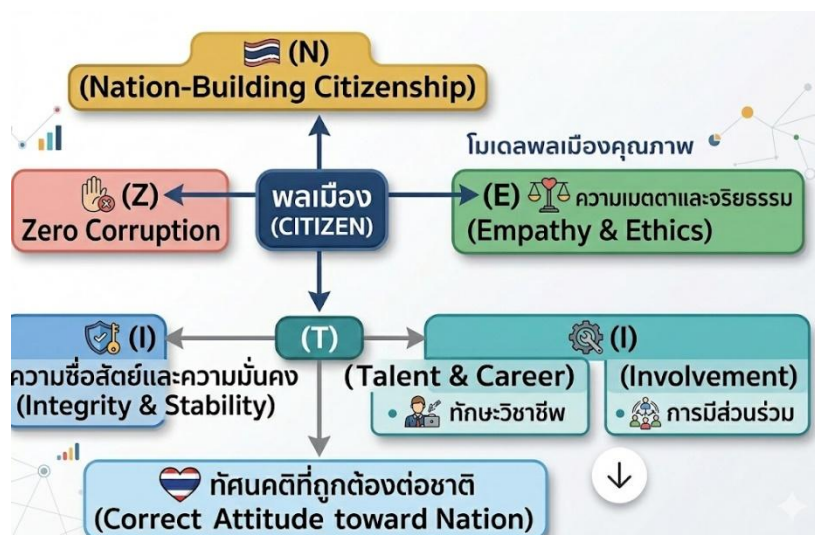 (N)
(Nation-Building Citizenship)
โมเดลพลเมืองคุณภาพ
(Z)
Zero Corruption
พลเมือง
(CITIZEN)
(E) ความเมตตาและจริยธรรม
(Empathy & Ethics)
(I)
ความซื่อสัตย์และความมั่นคง
(Integrity & Stability)
(T)
(I)
(Talent & Career)
ทักษะวิชาชีพ
(Involvement)
การมีส่วนร่วม
ทัศนคติที่ถูกต้องต่อชาติ
(Correct Attitude toward Nation)